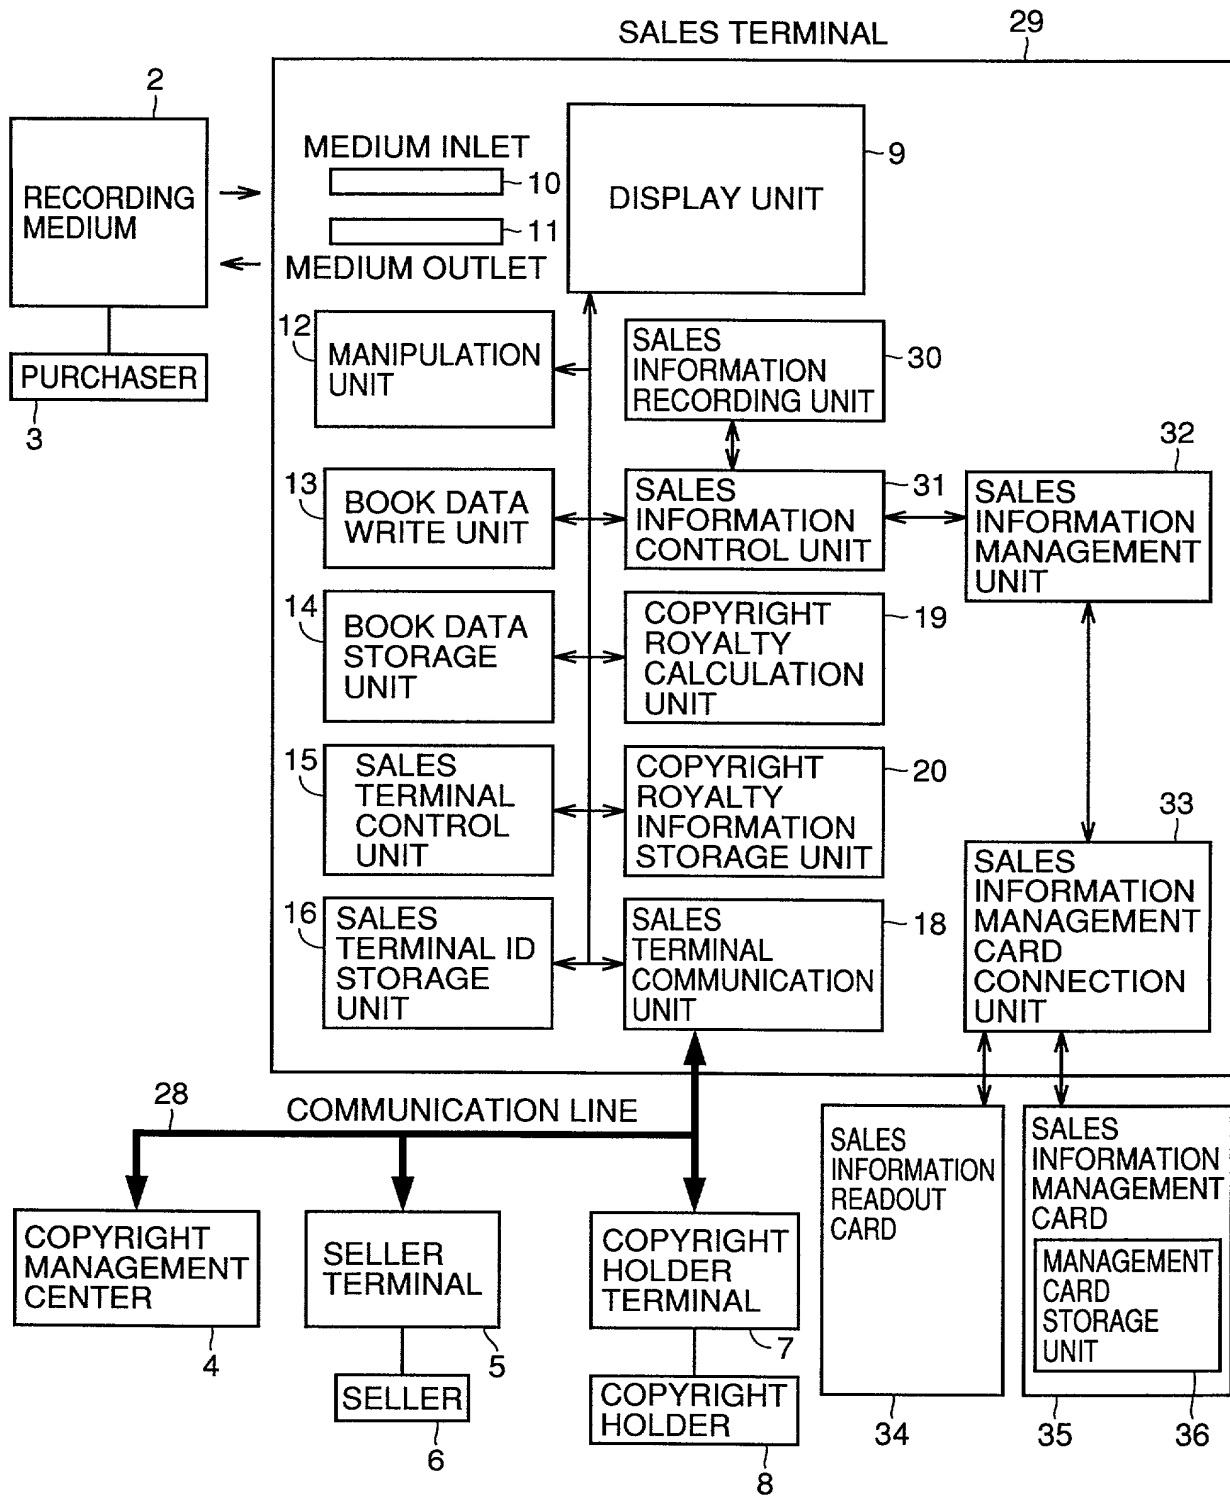 SALES TERMINAL
29
2
RECORDING
MEDIUM
PURCHASER
3
MEDIUM INLET
10
11
MEDIUM OUTLET
DISPLAY UNIT
9
12
MANIPULATION
UNIT
SALES
INFORMATION
RECORDING UNIT
30
13
BOOK DATA
WRITE UNIT
SALES
INFORMATION
CONTROL UNIT
31
32
SALES
INFORMATION
MANAGEMENT
UNIT
14
BOOK DATA
STORAGE
UNIT
COPYRIGHT
ROYALTY
CALCULATION
UNIT
19
15
SALES
TERMINAL
CONTROL
UNIT
COPYRIGHT
ROYALTY
INFORMATION
STORAGE UNIT
20
33
SALES
INFORMATION
MANAGEMENT
CARD
CONNECTION
UNIT
16
SALES
TERMINAL ID
STORAGE
UNIT
SALES
TERMINAL
COMMUNICATION
UNIT
18
28
COMMUNICATION LINE
COPYRIGHT
MANAGEMENT
CENTER
4
SELLER
TERMINAL
5
SELLER
6
COPYRIGHT
HOLDER
TERMINAL
7
COPYRIGHT
HOLDER
8
SALES
INFORMATION
READOUT
CARD
34
SALES
INFORMATION
MANAGEMENT
CARD
MANAGEMENT
CARD
STORAGE
UNIT
35
36